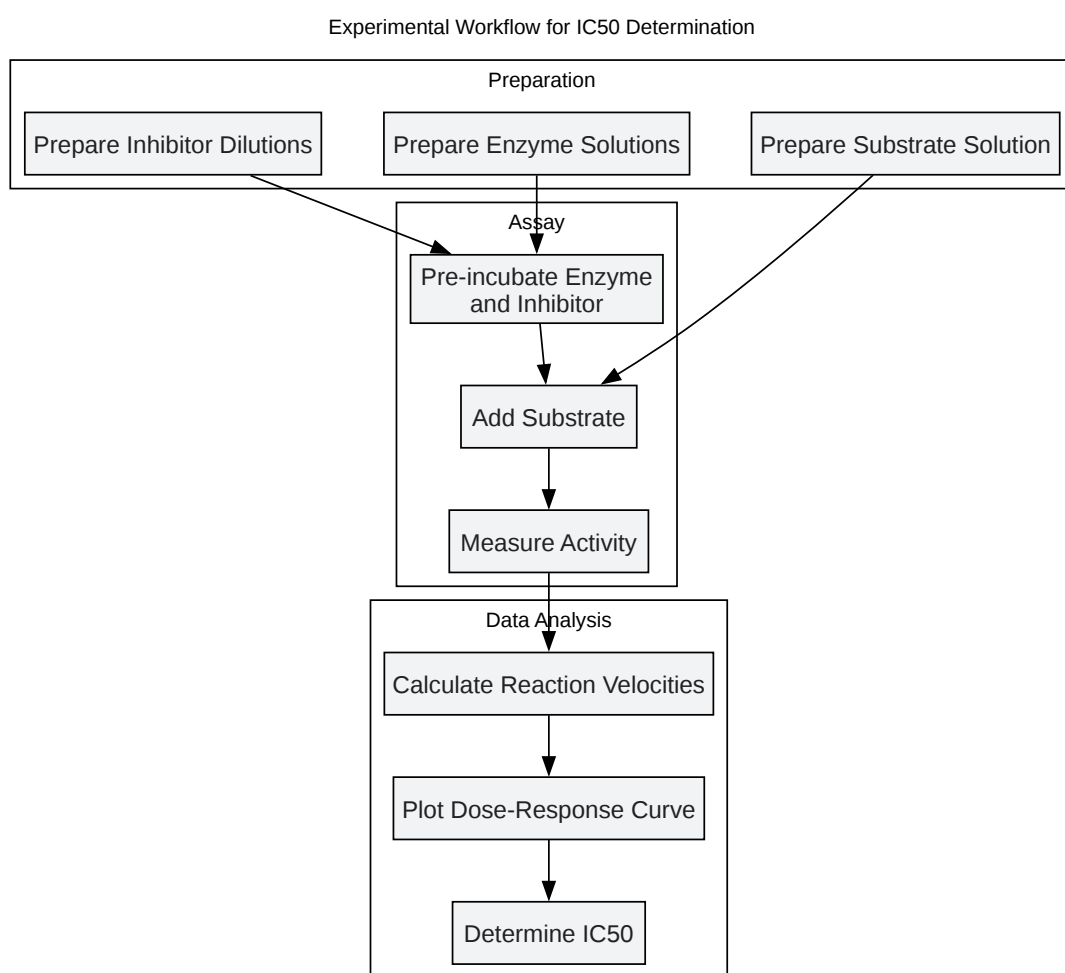 Experimental Workflow for IC50 Determination
Preparation
Prepare Inhibitor Dilutions
Prepare Enzyme Solutions
Prepare Substrate Solution
Assay
Pre-incubate Enzyme
and Inhibitor
Add Substrate
Measure Activity
Data Analysis
Calculate Reaction Velocities
Plot Dose-Response Curve
Determine IC50